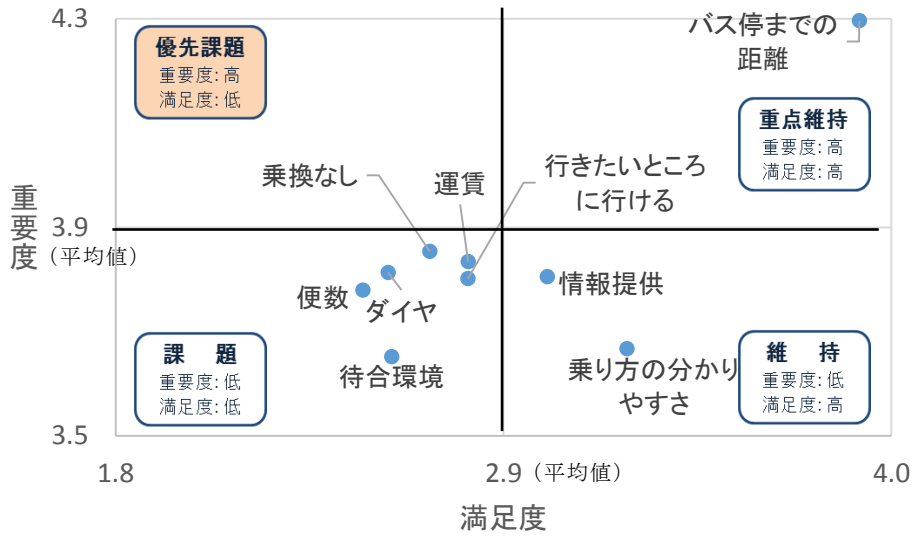 4.3
優先課題
重要度: 高
満足度: 低
バス停までの
距離
重点維持
重要度: 高
満足度: 高
乗換なし
運賃
行きたいところ
に行ける
重要度
3.9
(平均値)
便数
ダイヤ
情報提供
待合環境
乗り方の分かり
やすさ
課　題
重要度: 低
満足度: 低
維　持
重要度: 低
満足度: 高
3.5
1.8
2.9
(平均値)
4.0
満足度